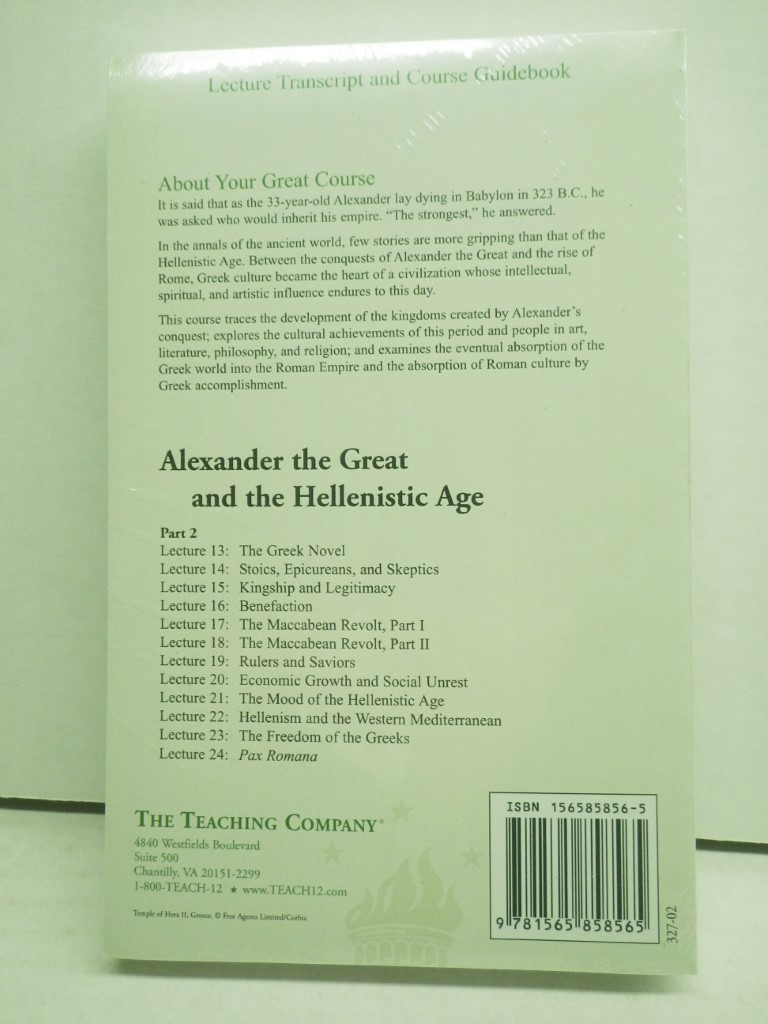 Lecture Transcript and Course Guidebook
About Your Great Course
It is said that as the 33-year-old Alexander lay dying in Babylon in 323 B.C., he
was asked who would inherit his empire. “The strongest,” he answered.
In the annals of the ancient world, few stories are more gripping than that of the
Hellenistic Age. Between the conquests of Alexander the Great and the rise of
Rome, Greek culture became the heart of a civilization whose intellectual,
spiritual, and artistic influence endures to this day.
This course traces the development of the kingdoms created by Alexander’s
conquest; explores the cultural achievements of this period and people in art,
literature, philosophy, and religion; and examines the eventual absorption of the
Greek world into the Roman Empire and the absorption of Roman culture by
Greek accomplishment.
Alexander the Great
and the Hellenistic Age
Part 2
Lecture 13: The Greek Novel
Lecture 14: Stoics, Epicureans, and Skeptics
Lecture 15: Kingship and Legitimacy
Lecture 16: Benefaction
Lecture 17: The Maccabean Revolt, Part I
Lecture 18: The Maccabean Revolt, Part II
Lecture 19: Rulers and Saviors
Lecture 20: Economic Growth and Social Unrest
Lecture 21: The Mood of the Hellenistic Age
Lecture 22: Hellenism and the Western Mediterranean
Lecture 23: The Freedom of the Greeks
Lecture 24: Pax Romana
THE TEACHING COMPANY®
4840 Westfields Boulevard
Suite 500
Chantilly, VA 20151-2299
1-800-TEACH-12 ★ www.TEACH12.com
Temple of Hera II, Greece. © Free Agents Limited/Corbis.
ISBN 156585856-5
9 781565 858565
327-02